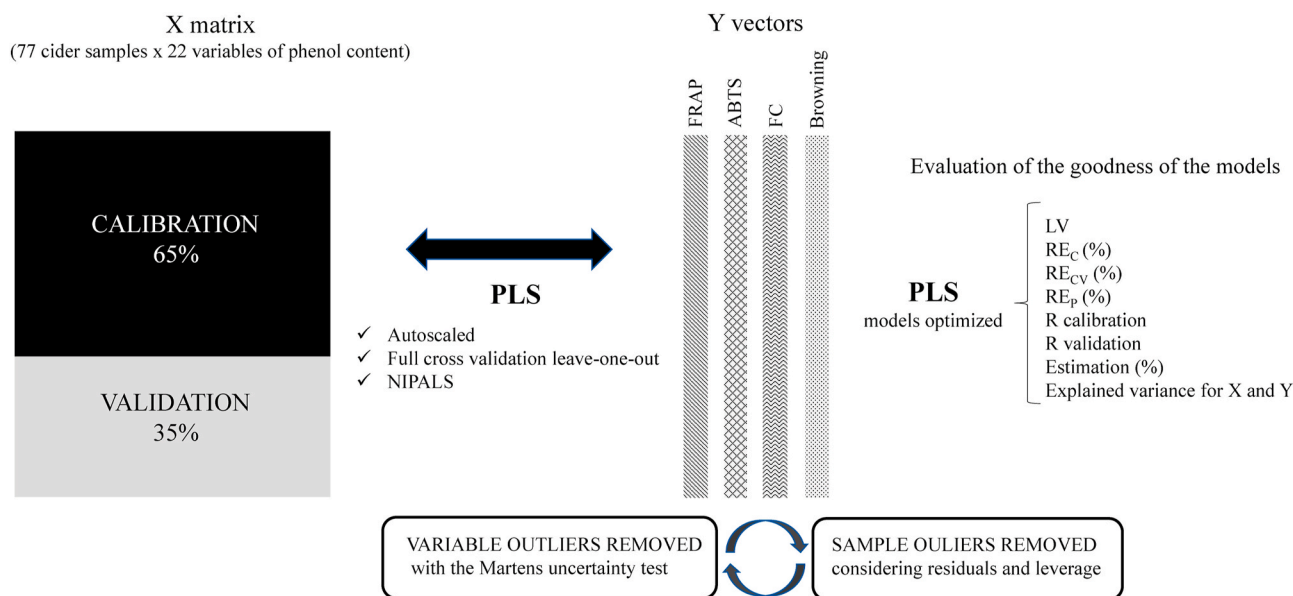 X matrix
(77 cider samples x 22 variables of phenol content)
CALIBRATION
65%
VALIDATION
35%
PLS
✓ Autoscaled
✓ Full cross validation leave-one-out
✓ NIPALS
Y vectors
FRAP
ABTS
FC
Browning
Evaluation of the goodness of the models
PLS
models optimized
LV
REC (%)
RECV (%)
REP (%)
R calibration
R validation
Estimation (%)
Explained variance for X and Y
VARIABLE OUTLIERS REMOVED
with the Martens uncertainty test
SAMPLE OULIERS REMOVED
considering residuals and leverage